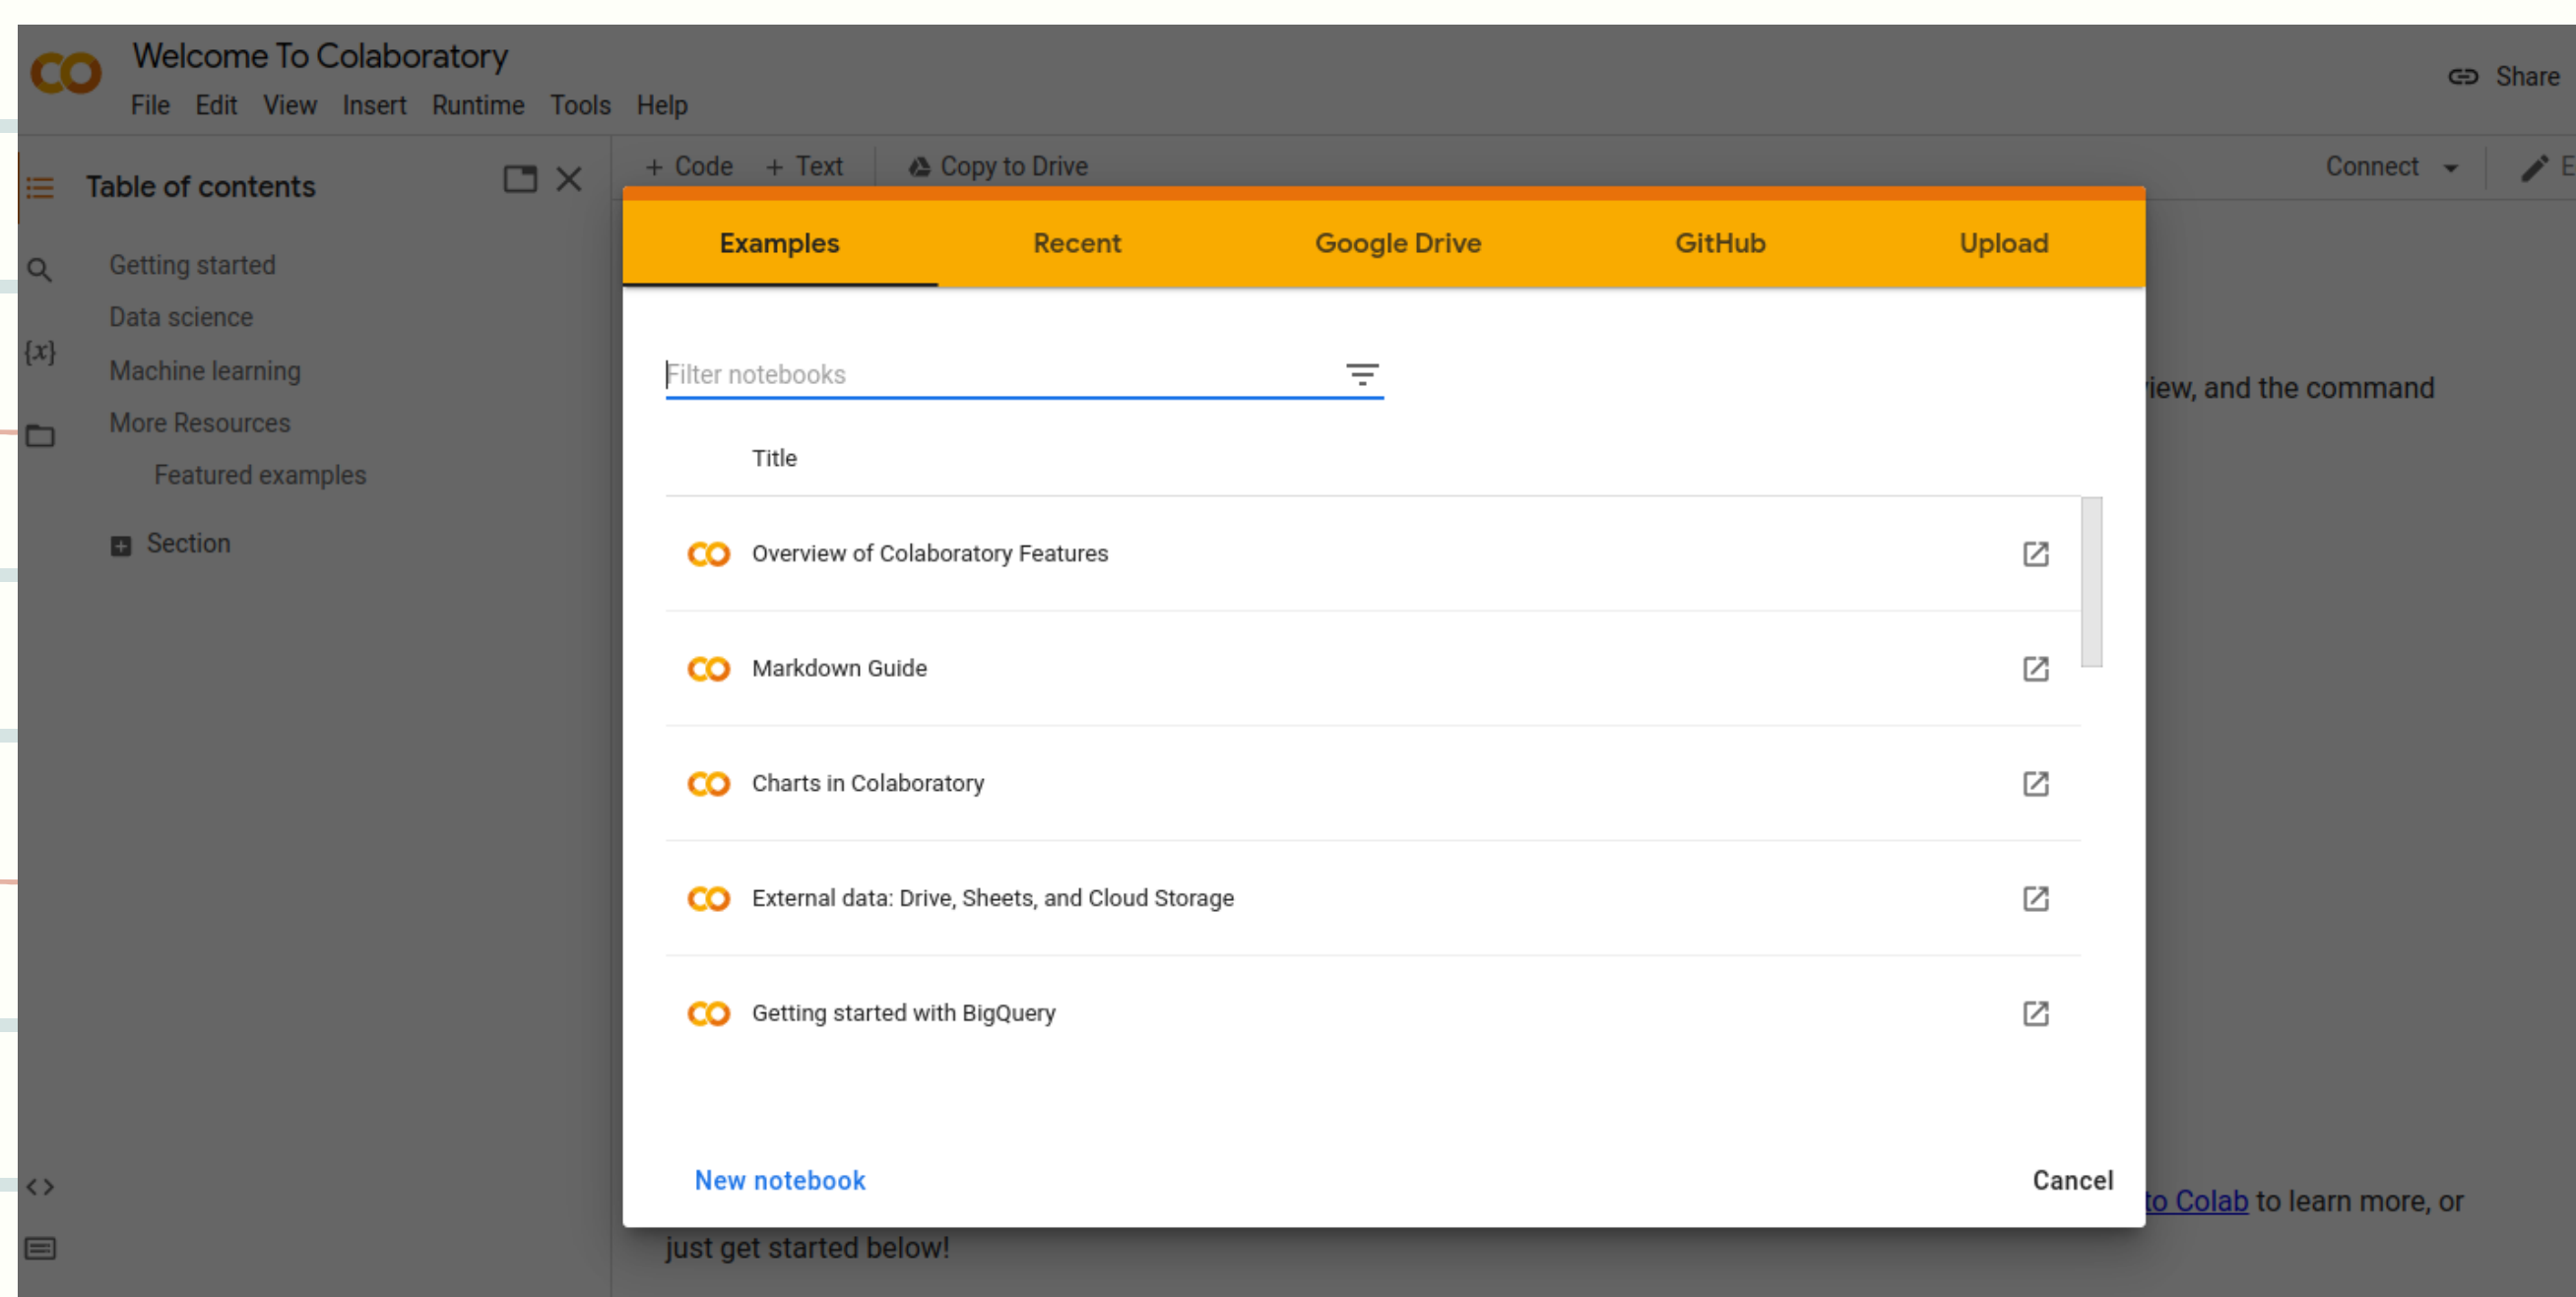 Welcome To Colaboratory
File Edit View Insert Runtime Tools Help
Share
Table of contents
+ Code + Text Copy to Drive
Connect
Getting started
Data science
Machine learning
More Resources
Featured examples
Section
Examples Recent Google Drive GitHub Upload
Filter notebooks
Title
Overview of Colaboratory Features
Markdown Guide
Charts in Colaboratory
External data: Drive, Sheets, and Cloud Storage
Getting started with BigQuery
New notebook Cancel
{x}
and the command
to Colab to learn more, or
just get started below!